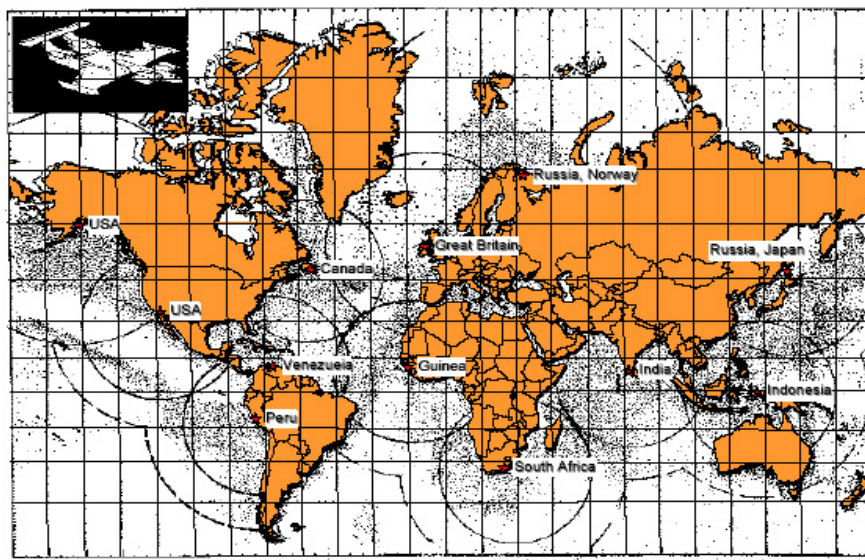 Russia, Norway
USA
Great Britain
Russia, Japan
Canada
USA
Venezuela
Guinea
India
Indonesia
Peru
South Africa